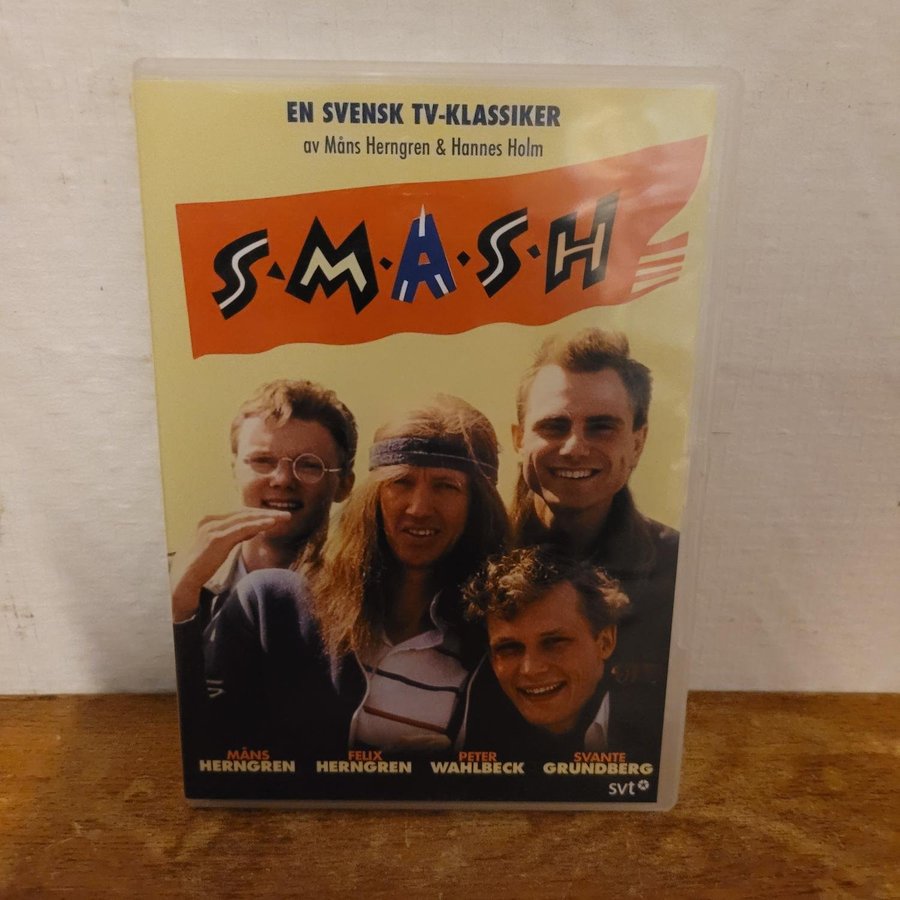 EN SVENSK TV-KLASSIKER
av Måns Herngren & Hannes Holm
S·M·A·S·H
MÅNS HERNGREN
FELIX HERNGREN
PETER WAHLBECK
SVANTE GRUNDBERG
svt